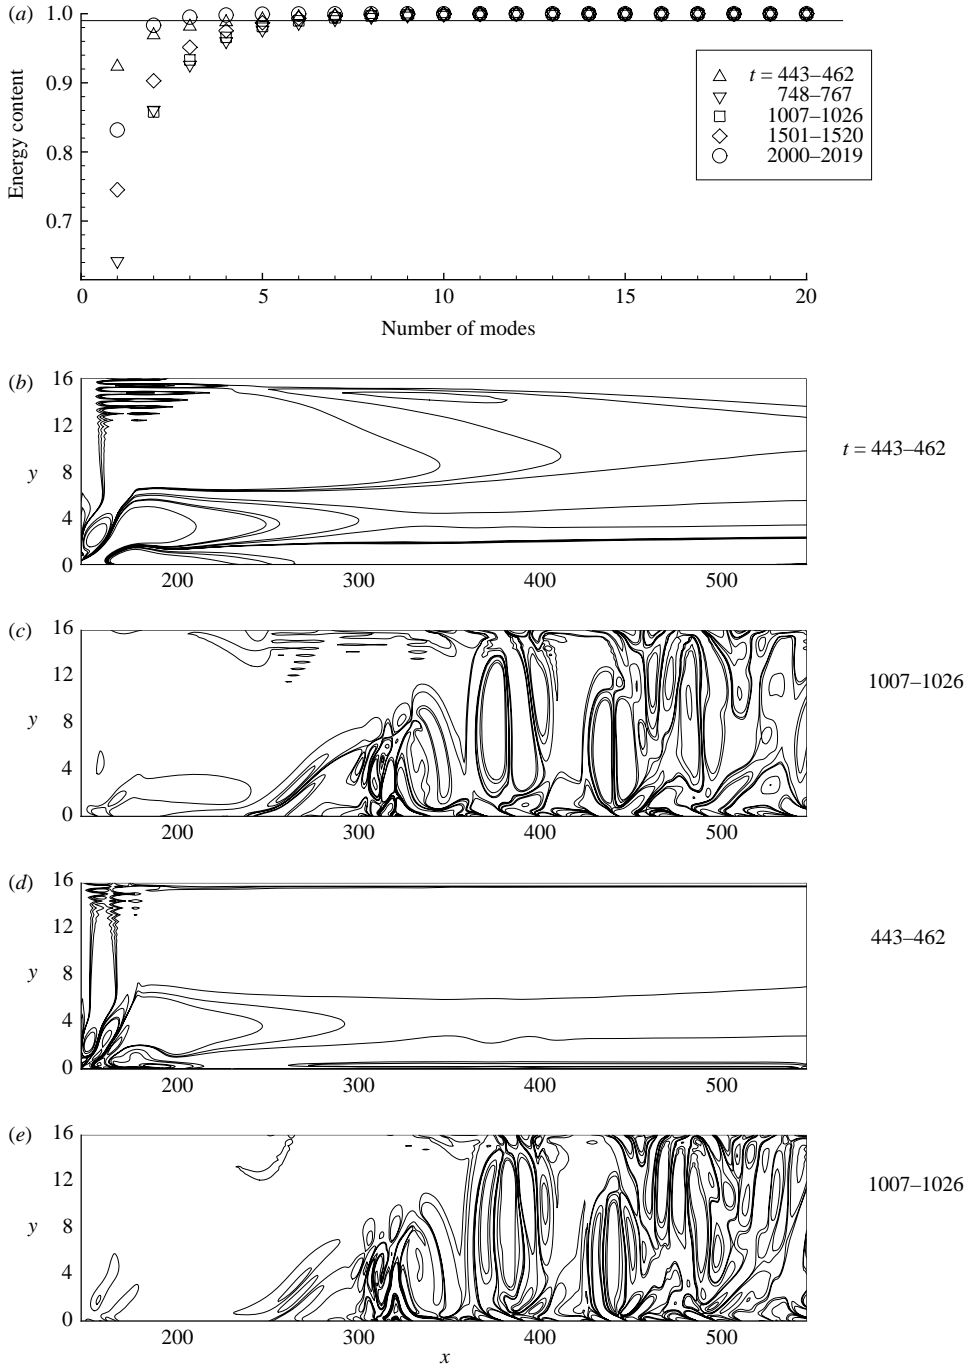 (a)
1.0
0.9
0.8
0.7
Energy content
0 5 10 15 20
Number of modes
t = 443–462
748–767
1007–1026
1501–1520
2000–2019
(b)
16
12
y 8
4
0
200 300 400 500
t = 443–462
(c)
16
12
y 8
4
0
200 300 400 500
1007–1026
(d)
16
12
y 8
4
0
200 300 400 500
443–462
(e)
16
12
y 8
4
0
200 300 400 500
x
1007–1026